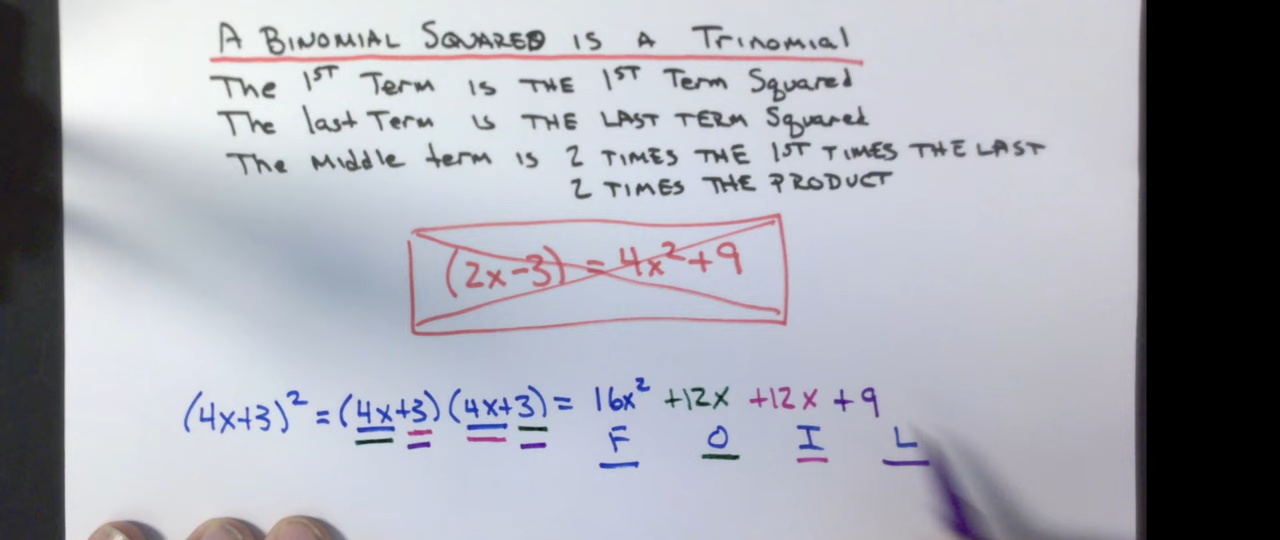 A BINOMIAL SQUARED IS A Trinomial
The 1ST Term is THE 1ST Term Squared
The last Term is THE LAST TERM Squared
The Middle term is 2 TIMES THE 1ST TIMES THE LAST
2 TIMES THE PRODUCT
(2x-3) = 4x²+9
(4x+3)² = (4x+3)(4x+3) = 16x² +12x +12x +9
F O I L